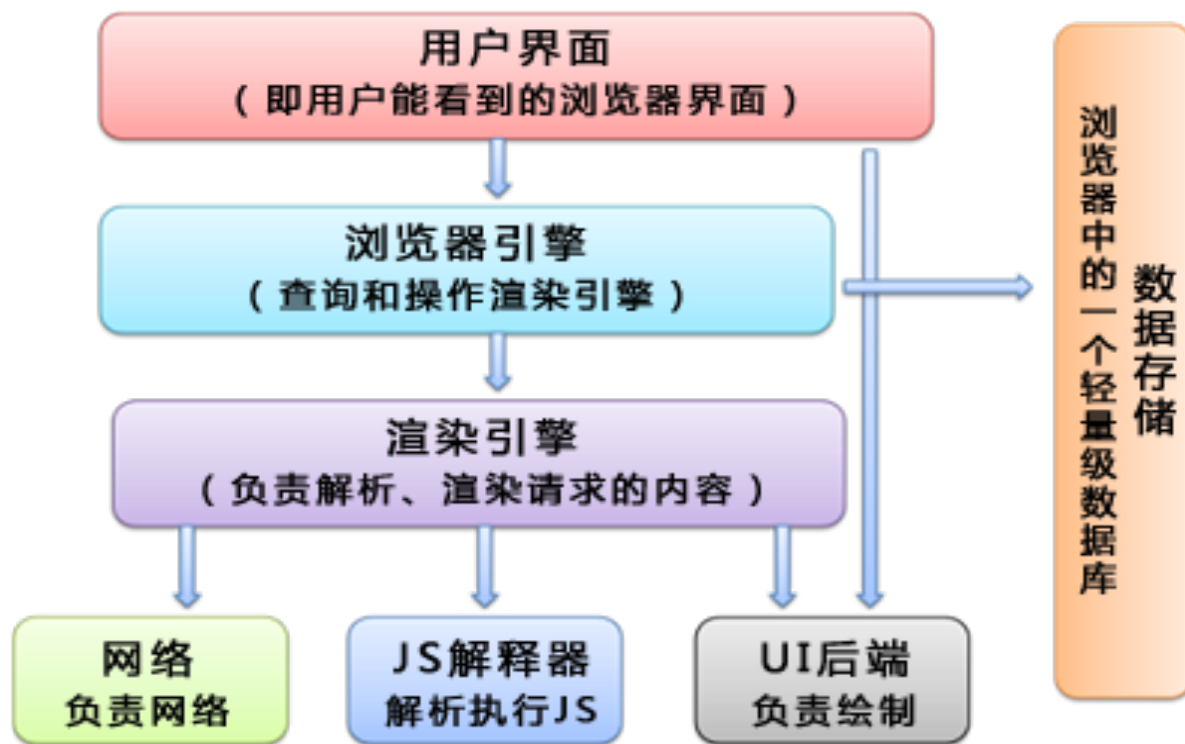 用户界面
（即用户能看到的浏览器界面）
浏览器引擎
（查询和操作渲染引擎）
渲染引擎
（负责解析、渲染请求的内容）
网络
负责网络
JS解释器
解析执行JS
UI后端
负责绘制
数据存储
浏览器中的一个轻量级数据库